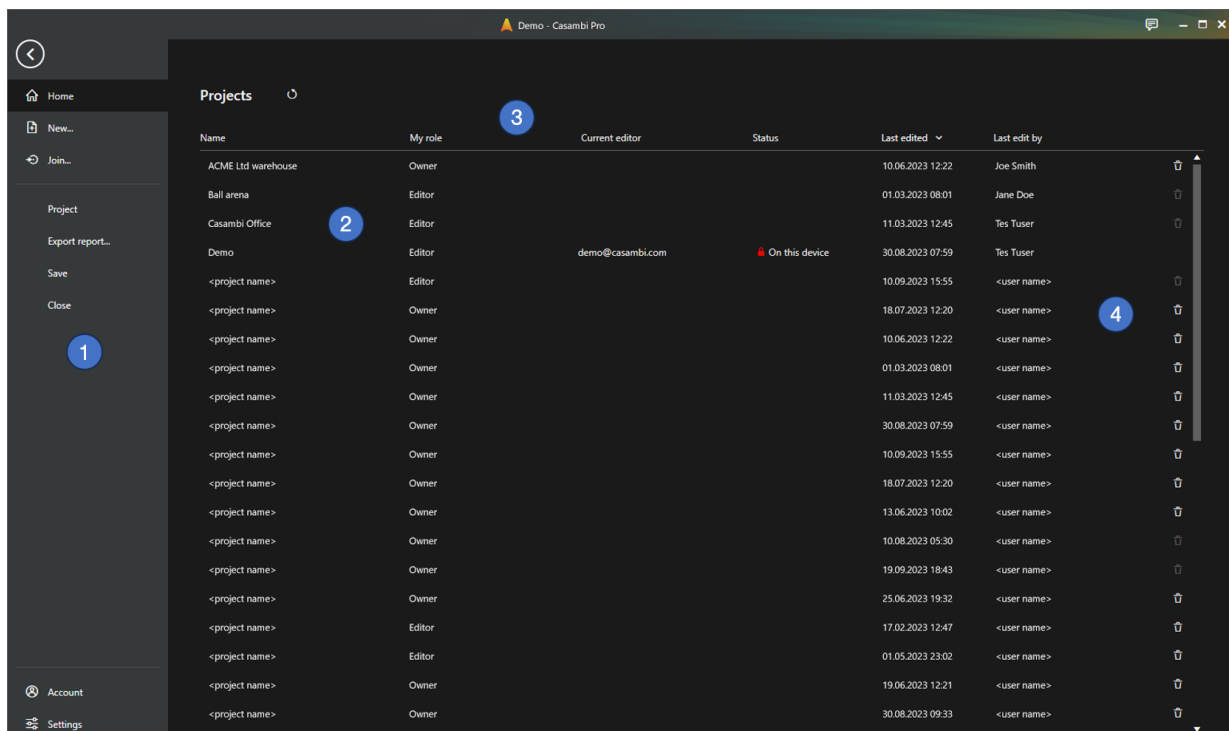 Demo - Casambi Pro
Home
New...
Join...
Project
Export report...
Save
Close
1
Account
Settings
Projects
3
Name My role Current editor Status Last edited Last edit by
ACME Ltd warehouse Owner 10.06.2023 12:22 Joe Smith
Ball arena Editor 01.03.2023 08:01 Jane Doe
Casambi Office 2 Editor 11.03.2023 12:45 Tes Tuser
Demo Editor demo@casambi.com On this device 30.08.2023 07:59 Tes Tuser
<project name> Editor 10.09.2023 15:55 <user name>
<project name> Owner 18.07.2023 12:20 <user name> 4
<project name> Owner 10.06.2023 12:22 <user name>
<project name> Owner 01.03.2023 08:01 <user name>
<project name> Owner 11.03.2023 12:45 <user name>
<project name> Owner 30.08.2023 07:59 <user name>
<project name> Owner 10.09.2023 15:55 <user name>
<project name> Owner 18.07.2023 12:20 <user name>
<project name> Owner 13.06.2023 10:02 <user name>
<project name> Owner 10.08.2023 05:30 <user name>
<project name> Owner 19.09.2023 18:43 <user name>
<project name> Owner 25.06.2023 19:32 <user name>
<project name> Editor 17.02.2023 12:47 <user name>
<project name> Editor 01.05.2023 23:02 <user name>
<project name> Owner 19.06.2023 12:21 <user name>
<project name> Owner 30.08.2023 09:33 <user name>